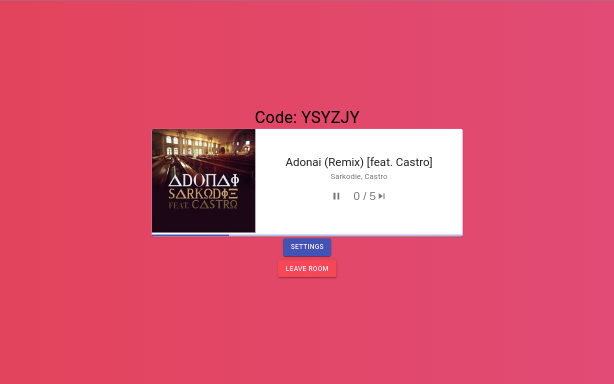 Code: YSYZJY
ADONAI
SARKODIE
FEAT. CASTRO
Adonai (Remix) [feat. Castro]
Sarkodie, Castro
0 / 5
SETTINGS
LEAVE ROOM